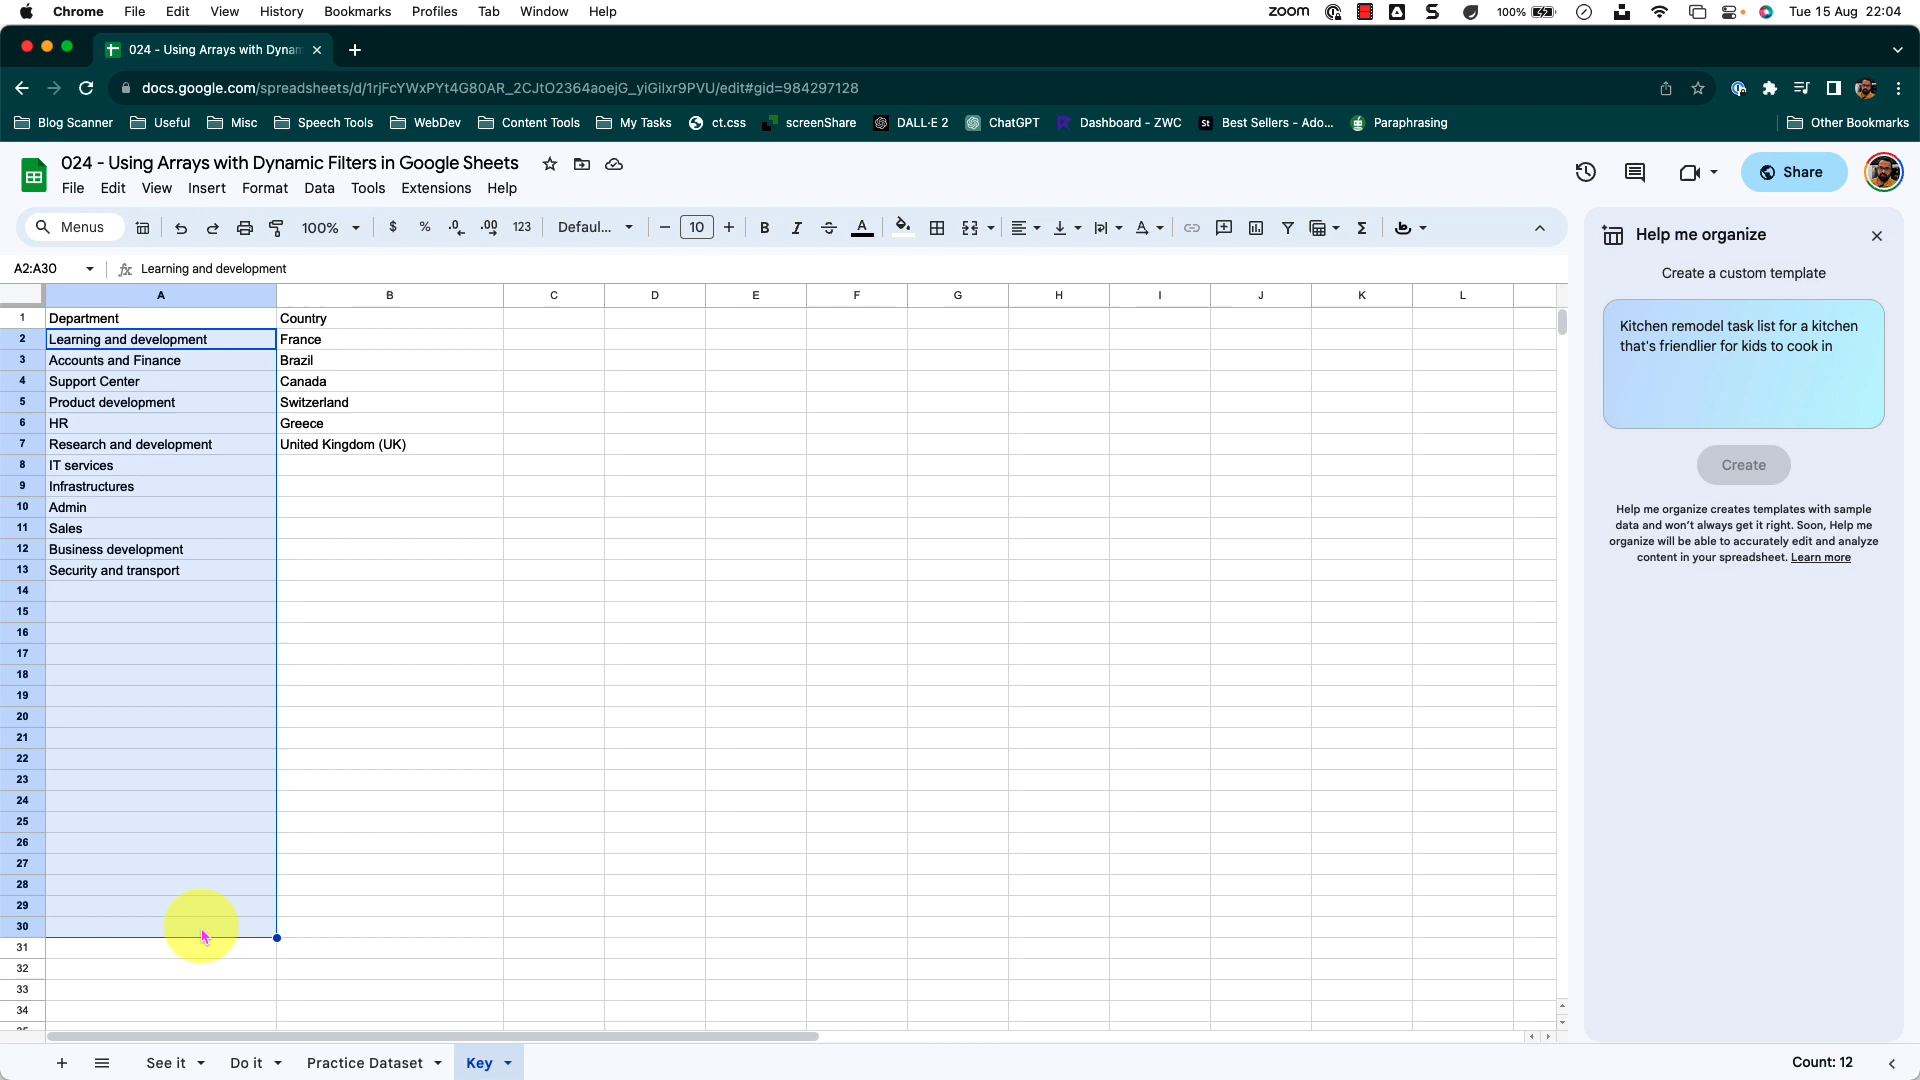 Chrome File Edit View History Bookmarks Profiles Tab Window Help zoom 100% Tue 15 Aug 22:04
024 - Using Arrays with Dynam
docs.google.com/spreadsheets/d/1rjFcYWxPYt4G80AR_2CJtO2364aoejG_yiGiIxr9PVU/edit#gid=984297128
Blog Scanner Useful Misc Speech Tools WebDev Content Tools My Tasks ct.css screenShare DALL·E 2 ChatGPT Dashboard - ZWC St Best Sellers - Ado... Paraphrasing Other Bookmarks
024 - Using Arrays with Dynamic Filters in Google Sheets
File Edit View Insert Format Data Tools Extensions Help
Share
Menus 100% $ % .0 .00 123 Defaul... 10 B I A
A2:A30 fx Learning and development
A B C D E F G H I J K L
1 Department Country
2 Learning and development France
3 Accounts and Finance Brazil
4 Support Center Canada
5 Product development Switzerland
6 HR Greece
7 Research and development United Kingdom (UK)
8 IT services
9 Infrastructures
10 Admin
11 Sales
12 Business development
13 Security and transport
14
15
16
17
18
19
20
21
22
23
24
25
26
27
28
29
30
31
32
33
34
35
Help me organize
Create a custom template
Kitchen remodel task list for a kitchen
that's friendlier for kids to cook in
Create
Help me organize creates templates with sample
data and won't always get it right. Soon, Help me
organize will be able to accurately edit and analyze
content in your spreadsheet. Learn more
See it Do it Practice Dataset Key Count: 12